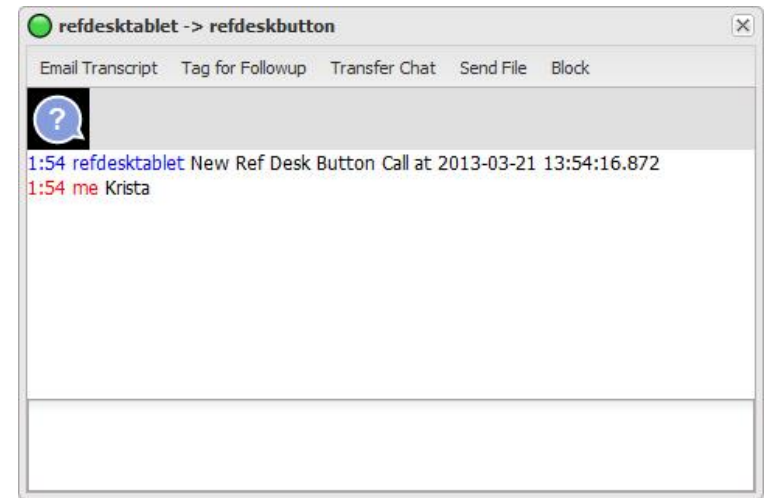 refdesktablet -> refdeskbutton
Email Transcript Tag for Followup Transfer Chat Send File Block
?
1:54 refdesktablet New Ref Desk Button Call at 2013-03-21 13:54:16.872
1:54 me Krista